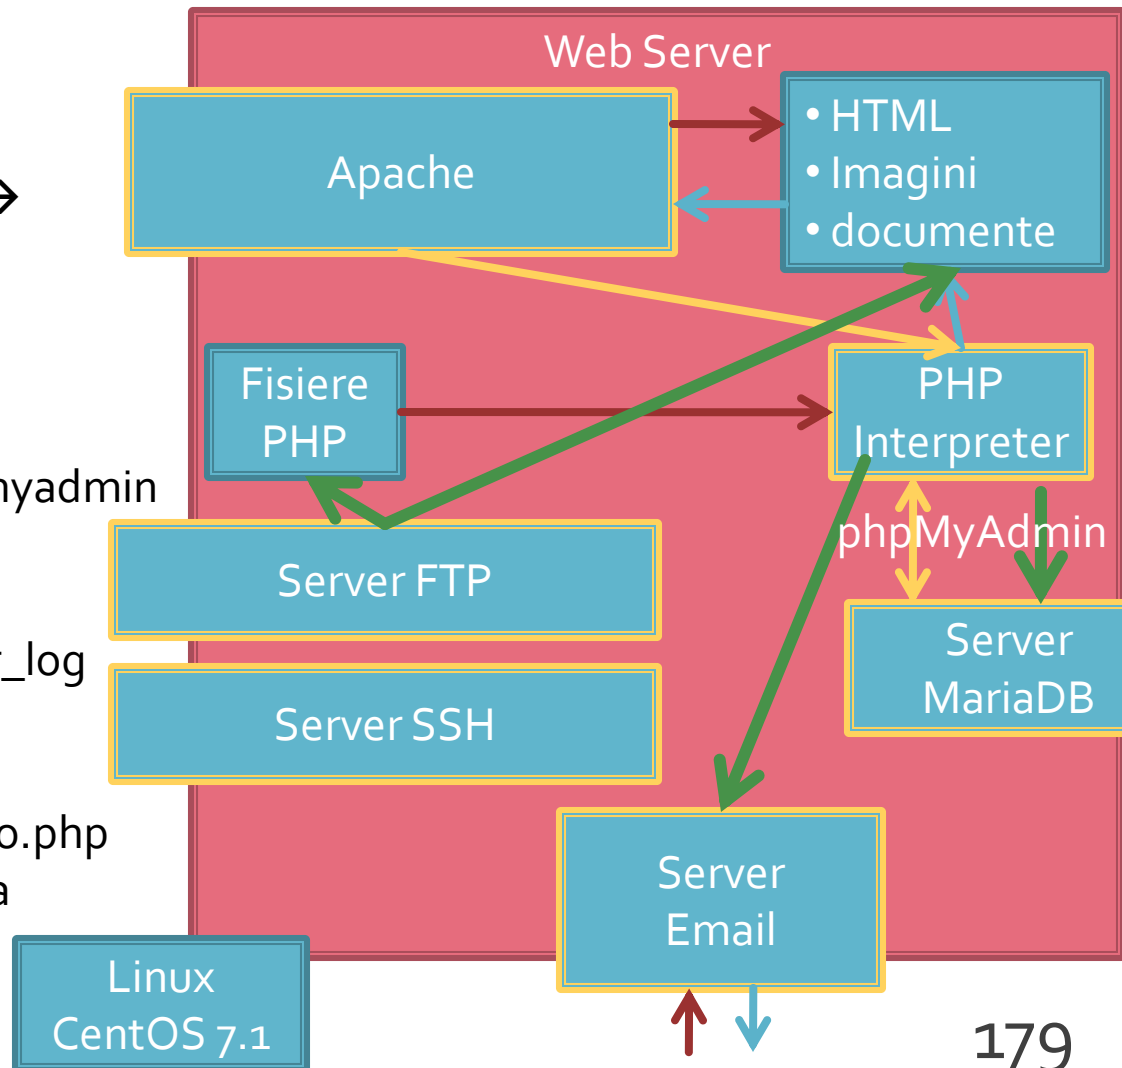 Web Server
Apache
• HTML
• Imagini
• documente
→
Fisiere
PHP
PHP
Interpreter
nyadmin
phpMyAdmin
Server FTP
Server
MariaDB
_log
Server SSH
o.php
a
Server
Email
Linux
CentOS 7.1
179